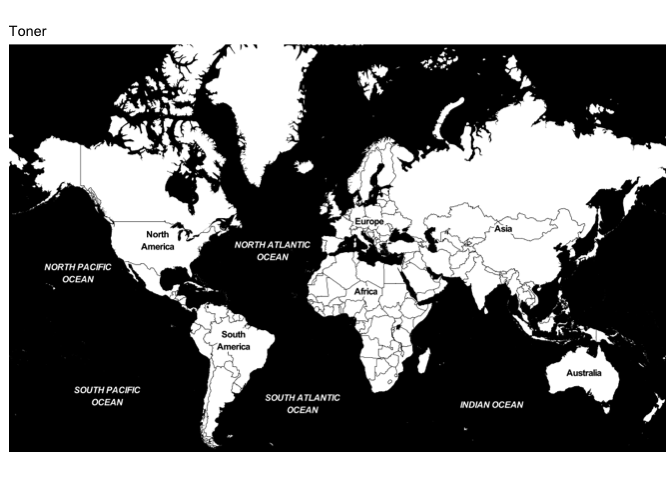 Toner
Europe
North
America
Asia
NORTH ATLANTIC
OCEAN
NORTH PACIFIC
OCEAN
Africa
South
America
Australia
SOUTH PACIFIC
OCEAN
SOUTH ATLANTIC
OCEAN
INDIAN OCEAN